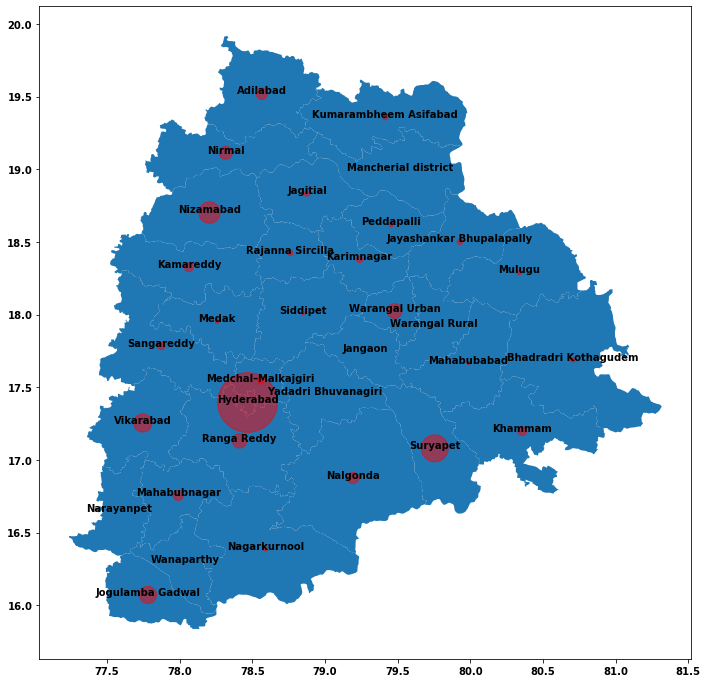 20.0
Adilabad
19.5
Kumarambheem Asifabad
Nirmal
19.0
Mancherial district
Jagitial
Nizamabad
Peddapalli
18.5
Jayashankar Bhupalapally
Rajanna Sircilla
Karimnagar
Kamareddy
Mulugu
Siddipet
Warangal Urban
18.0
Medak
Warangal Rural
Sangareddy
Jangaon
Mahabubabad
Bhadradri Kothagudem
Medchal–Malkajgiri
17.5
Yadadri Bhuvanagiri
Hyderabad
Vikarabad
Khammam
Ranga Reddy
Suryapet
17.0
Nalgonda
Mahabubnagar
Narayanpet
16.5
Nagarkurnool
Wanaparthy
Jogulamba Gadwal
16.0
77.5 78.0 78.5 79.0 79.5 80.0 80.5 81.0 81.5